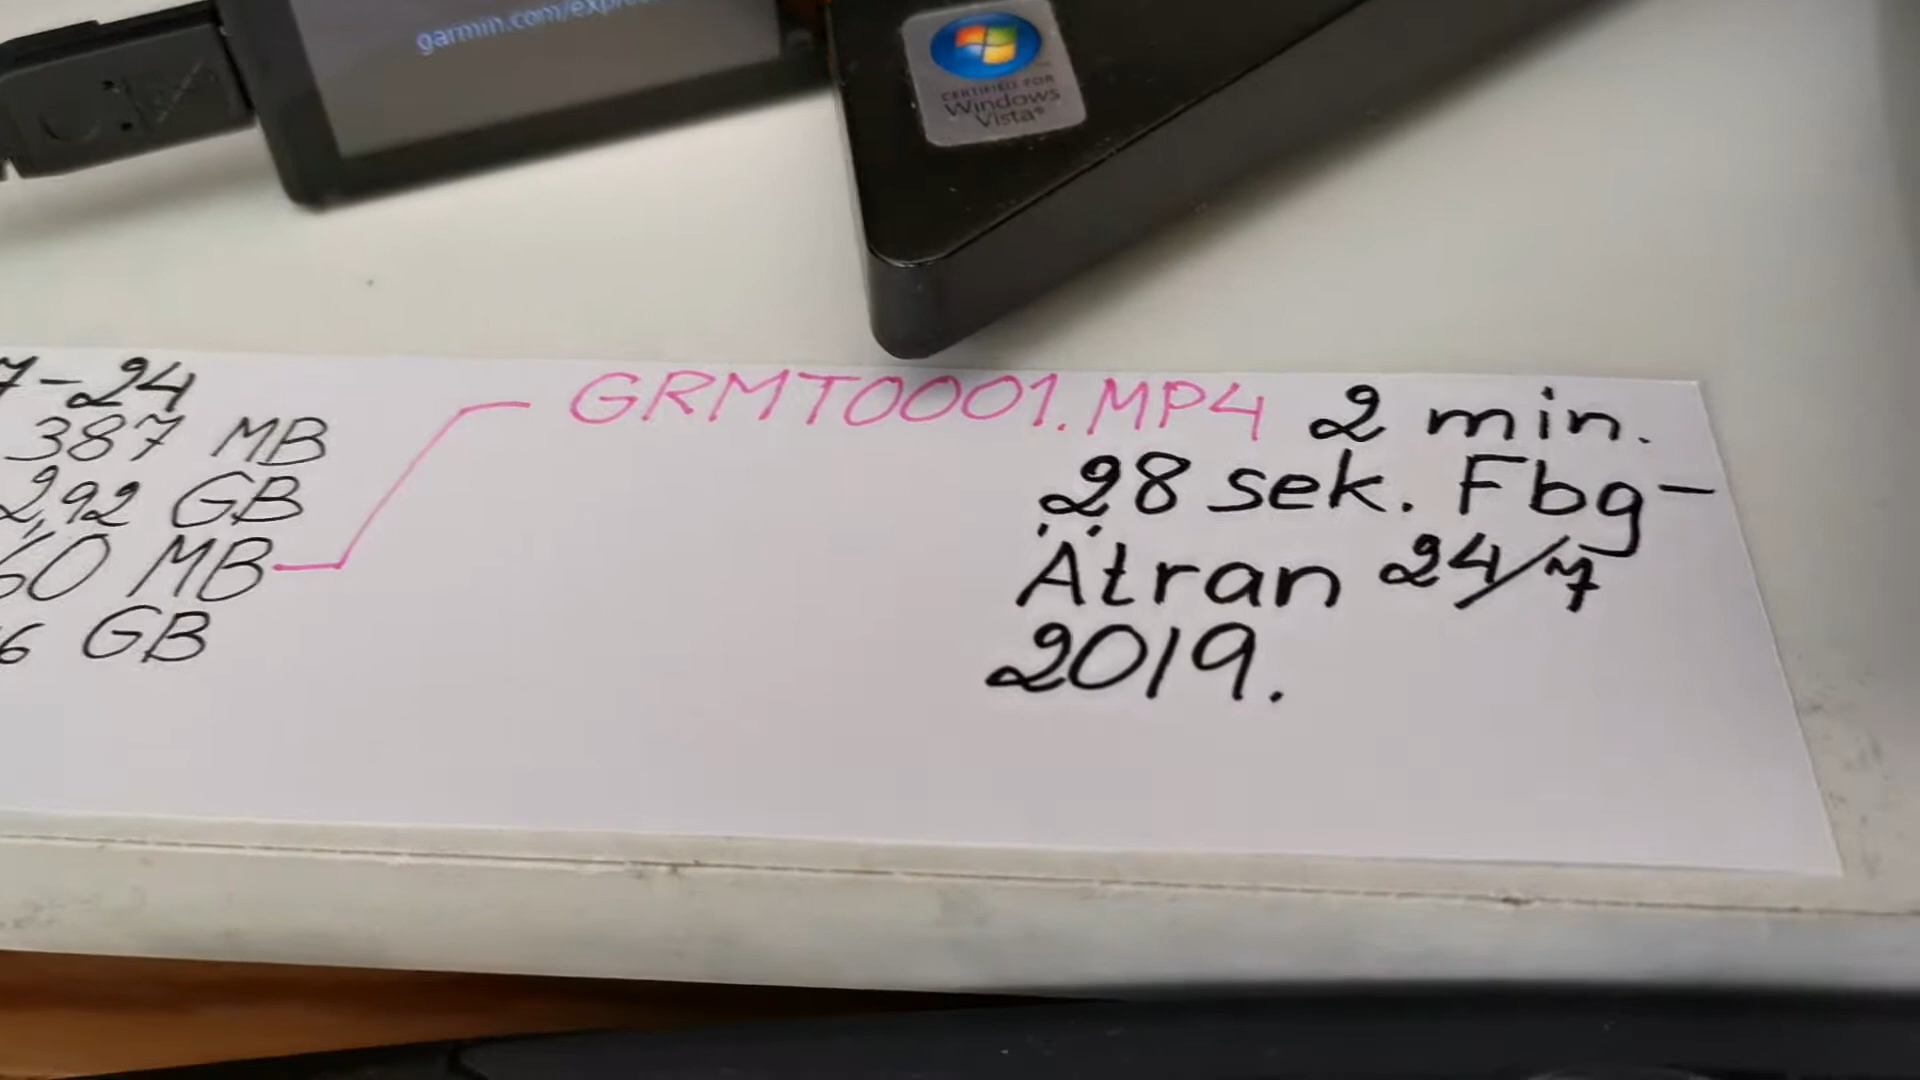 garmin.com/express
CERTIFIED FOR
Windows
Vista
7-24
387 MB
2,92 GB
60 MB
6 GB
GRMT0001.MP4 2 min.
28 sek. Fbg-
Ätran 24/7
2019.